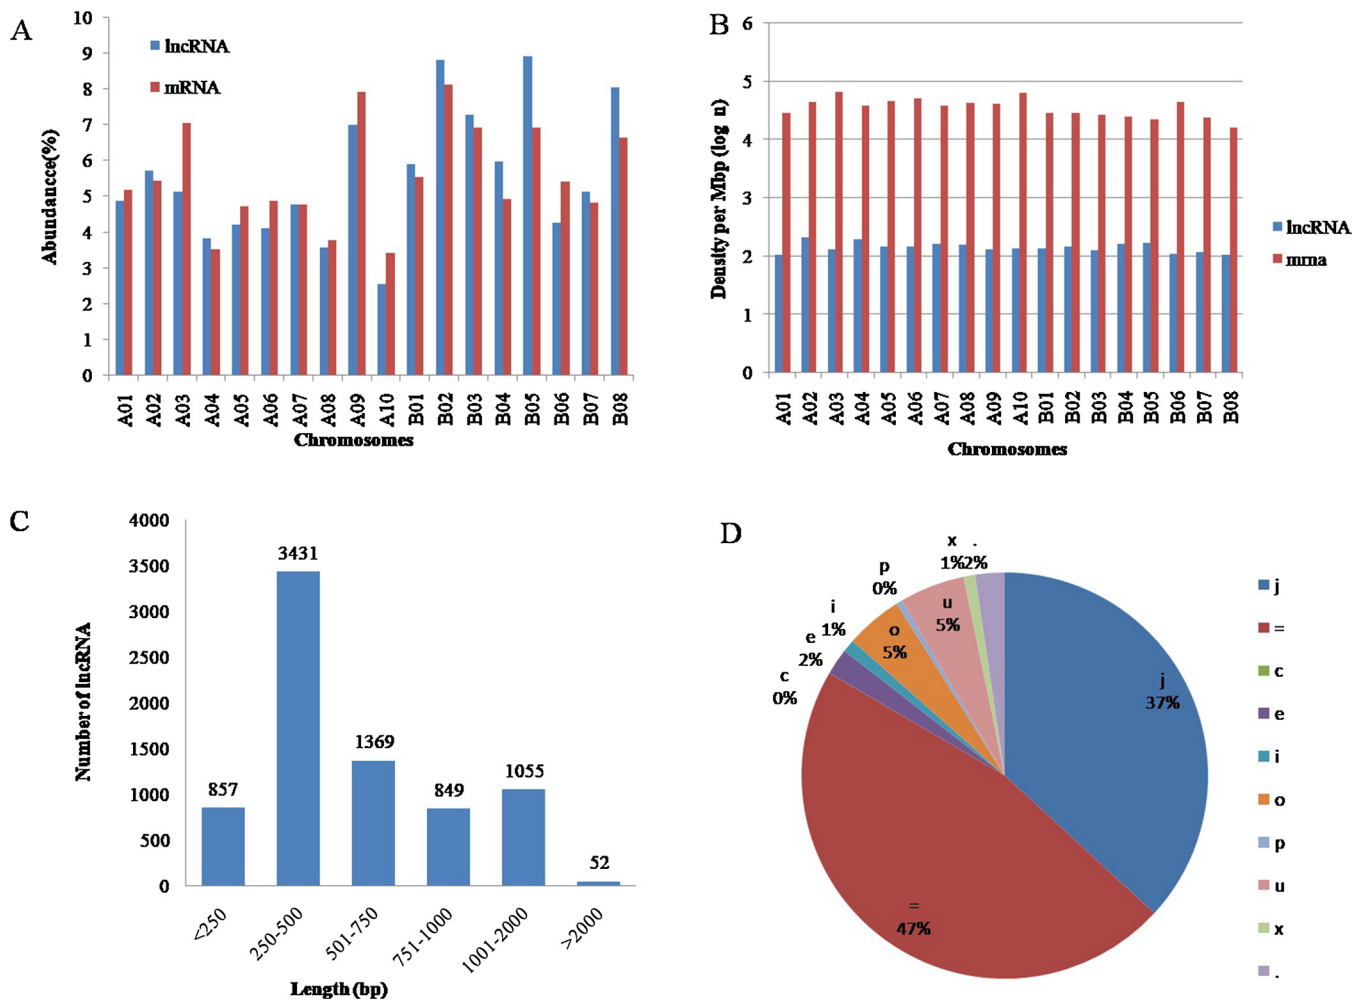 A
10
9
8
7
6
5
4
3
2
1
0
Abundancce(%)
lncRNA
mRNA
A01 A02 A03 A04 A05 A06 A07 A08 A09 A10 B01 B02 B03 B04 B05 B06 B07 B08
Chromosomes
B
6
5
4
3
2
1
0
Density per Mbp (log n)
lncRNA
mrna
A01 A02 A03 A04 A05 A06 A07 A08 A09 A10 B01 B02 B03 B04 B05 B06 B07 B08
Chromosomes
C
4000
3500
3000
2500
2000
1500
1000
500
0
Number of lncRNA
857
3431
1369
849
1055
52
<250 250-500 501-750 751-1000 1001-2000 >2000
Length (bp)
D
j
37%
=
47%
c
0%
e
2%
i
1%
o
5%
p
0%
u
5%
x
1%
.
2%
j
=
c
e
i
o
p
u
x
.